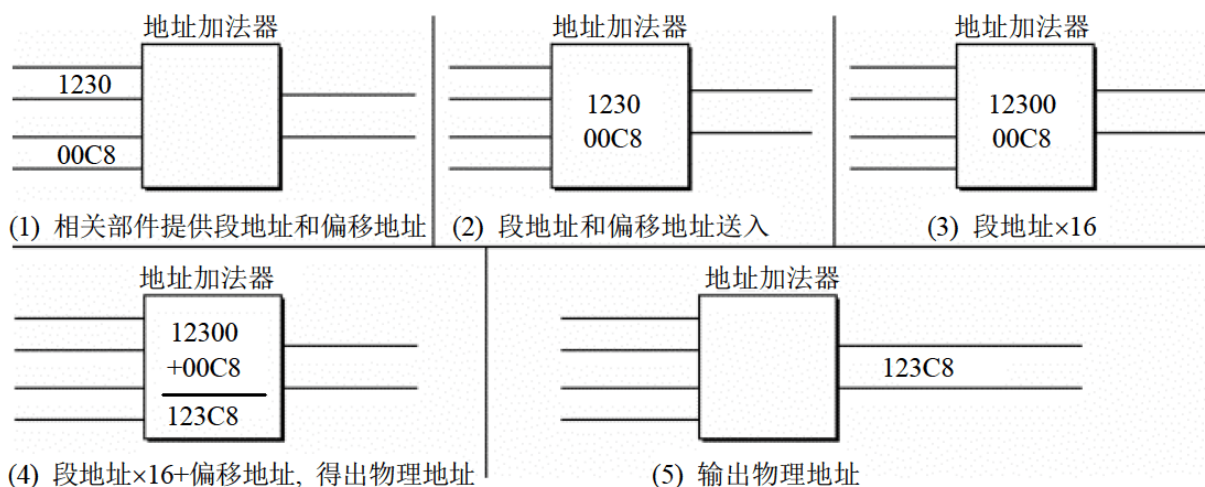 地址加法器
1230
00C8
(1) 相关部件提供段地址和偏移地址
地址加法器
1230
00C8
(2) 段地址和偏移地址送入
地址加法器
12300
00C8
(3) 段地址×16
地址加法器
12300
+00C8
123C8
(4) 段地址×16+偏移地址, 得出物理地址
地址加法器
123C8
(5) 输出物理地址